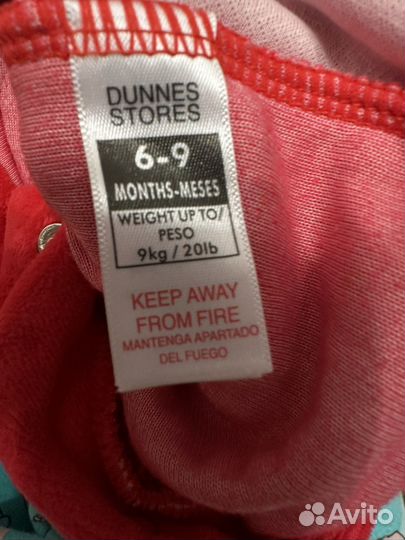 DUNNES
STORES
6-9
MONTHS-MESES
WEIGHT UP TO/
PESO
9kg / 20lb
KEEP AWAY
FROM FIRE
MANTENGA APARTADO
DEL FUEGO
Avito